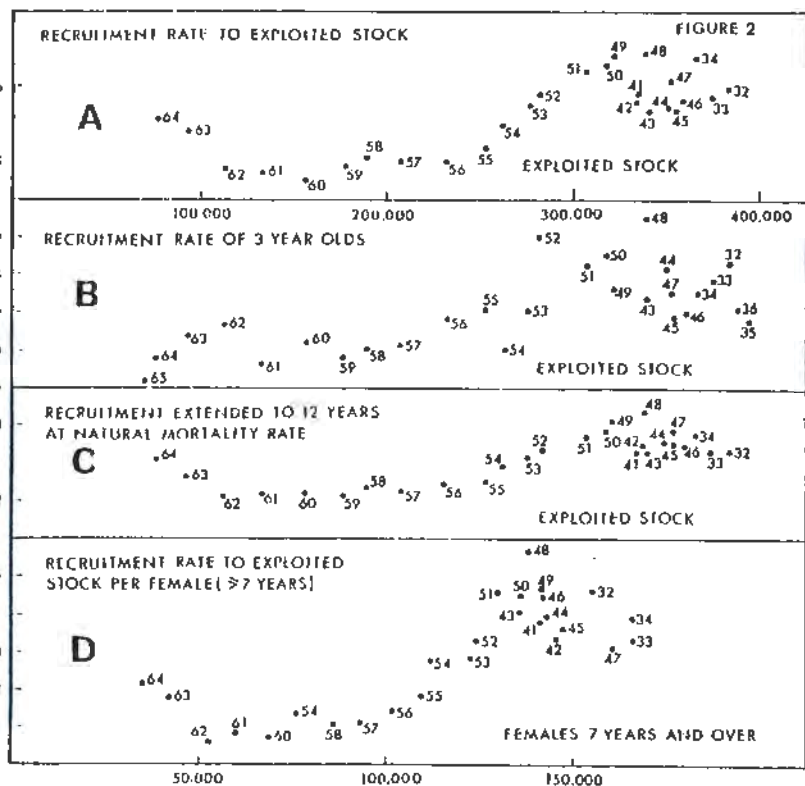 RECRUITMENT RATE TO EXPLOITED STOCK
FIGURE 2
A
49 48 34
51 50 47
52 41 32
53 42 44 46 33
64 54 43 45
63
58
62 61 60 59 57 56 55
EXPLOITED STOCK
100.000 200.000 300.000 400.000
48
RECRUITMENT RATE OF 3 YEAR OLDS
B
52 50 44 32
51 47 33
49 43 34 36
55 53 45 46 35
62 56
63 60 57 54
64 61 59 58
65
EXPLOITED STOCK
RECRUITMENT EXTENDED TO 12 YEARS
AT NATURAL MORTALITY RATE
C
48
49 47
52 51 50 42 44 34
64 54 53 41 43 45 46 33 32
63 58
62 61 60 59 57 56 55
EXPLOITED STOCK
RECRUITMENT RATE TO EXPLOITED
STOCK PER FEMALE(⩾7 YEARS)
D
48
51 50 49 46 32
43 44 34
41 45
52 42 33
54 53 47
64
63 55
61 54 56
62 60 58 57
FEMALES 7 YEARS AND OVER
50.000 100.000 150.000